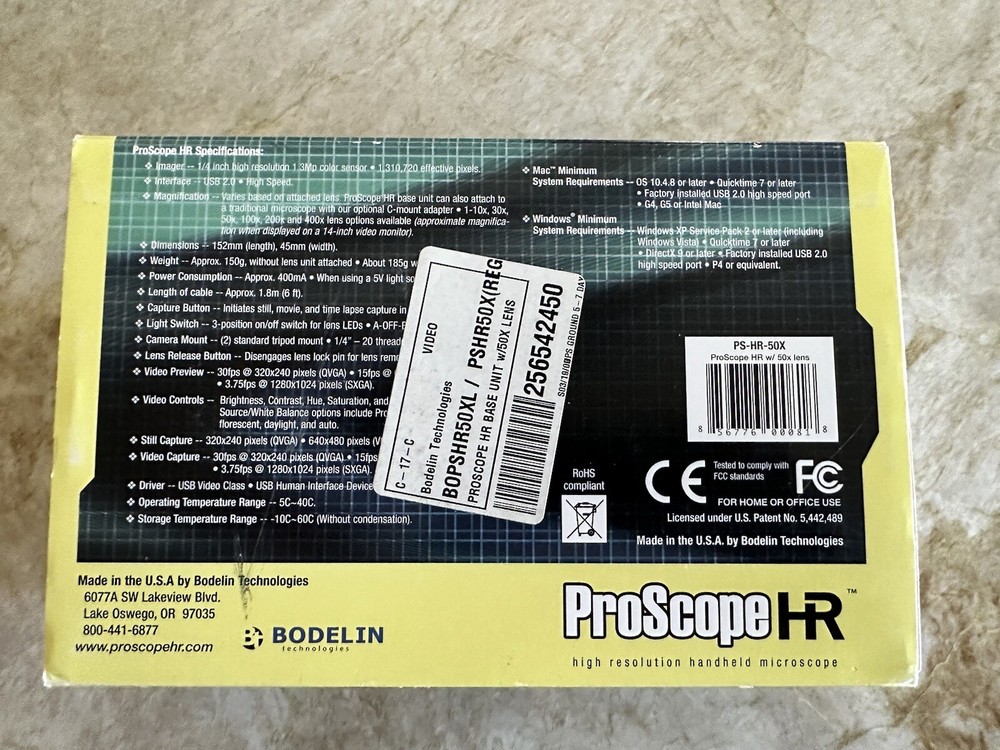 ProScope HR Specifications:
❖ Imager -- 1/4 inch high resolution 1.3Mp color sensor • 1,310,720 effective pixels.
❖ Interface -- USB 2.0 • High Speed.
❖ Magnification -- Varies based on attached lens. ProScope HR base unit can also attach to
a traditional microscope with our optional C-mount adapter • 1-10x, 30x,
50x, 100x, 200x and 400x lens options available (approximate magnifica-
tion when displayed on a 14-inch video monitor).
❖ Dimensions -- 152mm (length), 45mm (width).
❖ Weight -- Approx. 150g, without lens unit attached • About 185g w
❖ Power Consumption -- Approx. 400mA • When using a 5V light
❖ Length of cable -- Approx. 1.8m (6 ft).
❖ Capture Button -- Initiates still, movie, and time lapse capture in
❖ Light Switch -- 3-position on/off switch for lens LEDs • A-OFF-
❖ Camera Mount -- (2) standard tripod mount • 1/4" – 20 thread
❖ Lens Release Button -- Disengages lens lock pin for lens
❖ Video Preview -- 30fps @ 320x240 pixels (QVGA) • 15fps @
• 3.75fps @ 1280x1024 pixels (SXGA).
❖ Video Controls -- Brightness, Contrast, Hue, Saturation, and
Source/White Balance options include
florescent, daylight, and auto.
❖ Still Capture -- 320x240 pixels (QVGA) • 640x480 pixels (V
❖ Video Capture -- 30fps @ 320x240 pixels (QVGA) • 15fps
• 3.75fps @ 1280x1024 pixels (SXGA).
❖ Driver -- USB Video Class • USB Human Interface Device
❖ Operating Temperature Range -- 5C~40C.
❖ Storage Temperature Range -- -10C~60C (Without condensation).
❖ Mac™ Minimum
System Requirements -- OS 10.4.8 or later • Quicktime 7 or later
• Factory installed USB 2.0 high speed port
• G4, G5 or Intel Mac
❖ Windows® Minimum
System Requirements -- Windows XP Service Pack 2 or later (including
Windows Vista) • Quicktime 7 or later
• DirectX 9 or later • Factory installed USB 2.0
high speed port • P4 or equivalent.
C-17-C
VIDEO
Bodelin Technologies
BOPSHR50XL / PSHR50X(REG
PROSCOPE HR BASE UNIT w/50X LENS
256542450
S03/19/00PS GROUND 5 - 7 DAY
PS-HR-50X
ProScope HR w/ 50x lens
8 56776 00081 8
RoHS
compliant
CE
Tested to comply with
FCC standards
FC
FOR HOME OR OFFICE USE
Licensed under U.S. Patent No. 5,442,489
Made in the U.S.A. by Bodelin Technologies
Made in the U.S.A by Bodelin Technologies
6077A SW Lakeview Blvd.
Lake Oswego, OR 97035
800-441-6877
www.proscopehr.com
BODELIN
technologies
ProScope HR™
high resolution handheld microscope